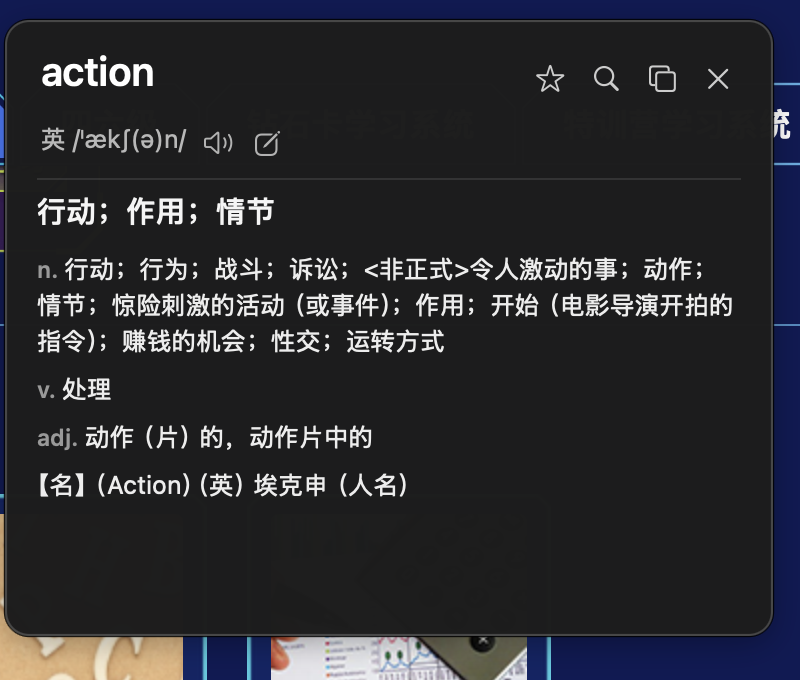 action
英 /ˈækʃ(ə)n/
行动；作用；情节
n. 行动；行为；战斗；诉讼；<非正式>令人激动的事；动作；
情节；惊险刺激的活动（或事件）；作用；开始（电影导演开拍的
指令）；赚钱的机会；性交；运转方式
v. 处理
adj. 动作（片）的，动作片中的
【名】（Action）（英）埃克申（人名）
统